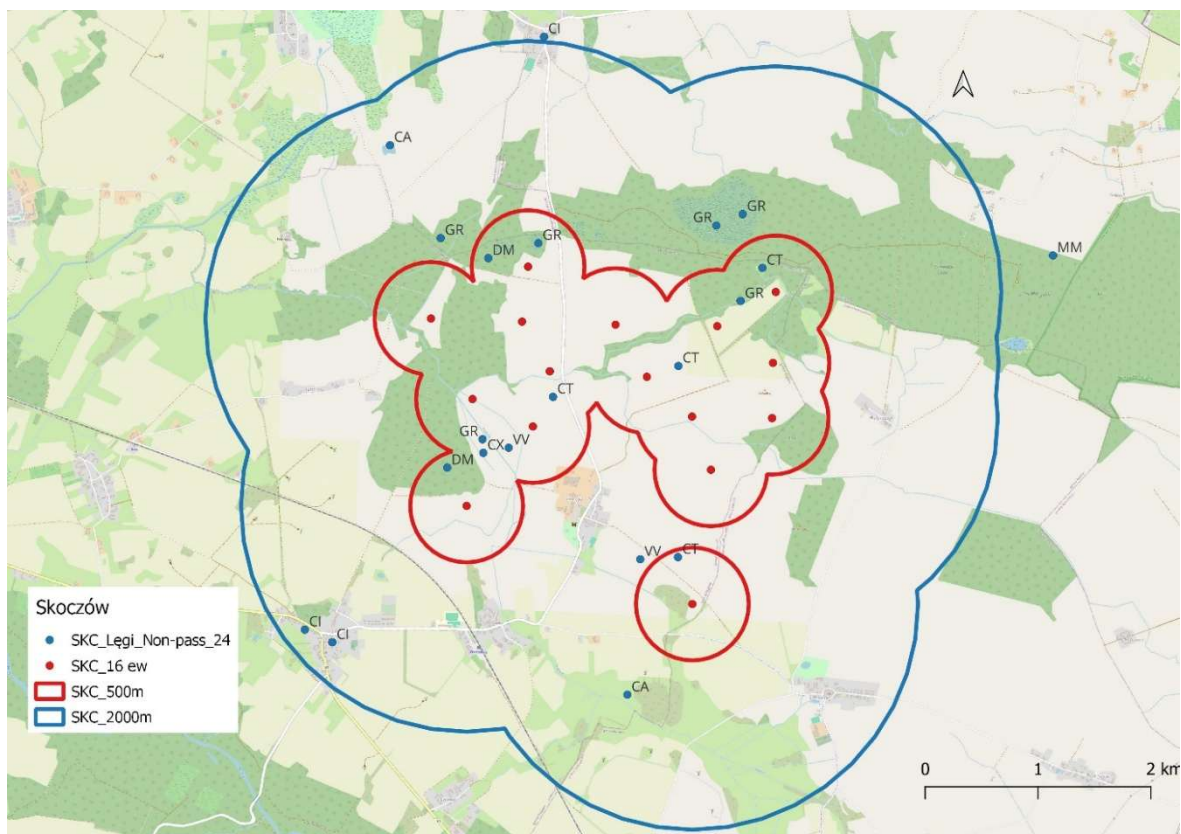 CI
CA
GR
GR
GR
DM
GR
MM
CT
GR
CT
CT
GR
CX
VV
DM
VV
CT
Skoczów
SKC_Lęgi_Non-pass_24
SKC_16 ew
SKC_500m
SKC_2000m
CI
CI
CA
0 1 2 km